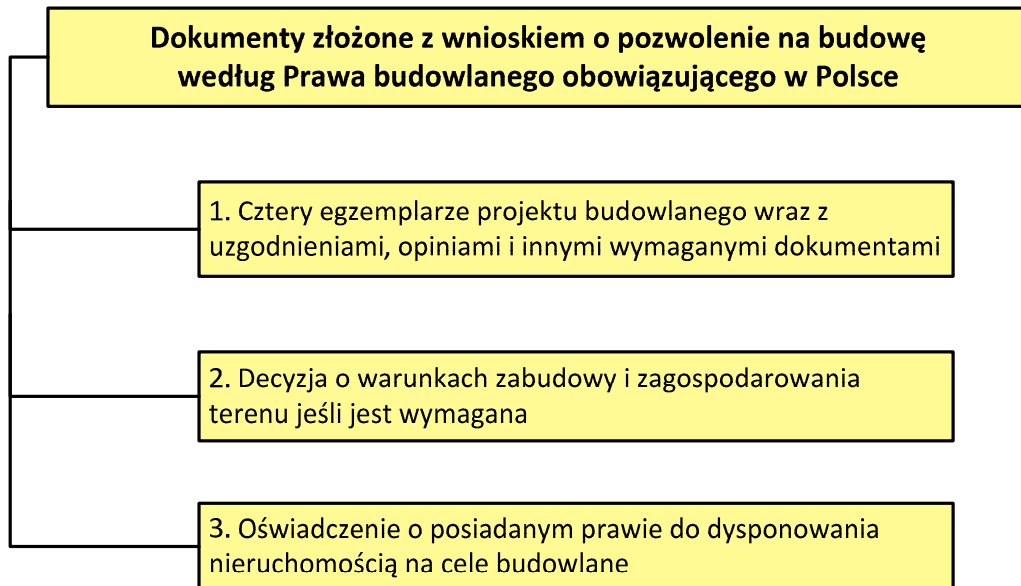 Dokumenty złożone z wnioskiem o pozwolenie na budowę
według Prawa budowlanego obowiązującego w Polsce
1. Cztery egzemplarze projektu budowlanego wraz z
uzgodnieniami, opiniami i innymi wymaganymi dokumentami
2. Decyzja o warunkach zabudowy i zagospodarowania
terenu jeśli jest wymagana
3. Oświadczenie o posiadanym prawie do dysponowania
nieruchomością na cele budowlane